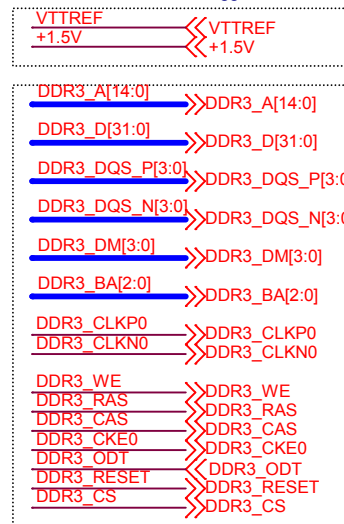 VTTREF VTTREF
+1.5V +1.5V
DDR3_A[14:0] DDR3_A[14:0]
DDR3_D[31:0] DDR3_D[31:0]
DDR3_DQS_P[3:0] DDR3_DQS_P[3:0
DDR3_DQS_N[3:0] DDR3_DQS_N[3:0
DDR3_DM[3:0] DDR3_DM[3:0]
DDR3_BA[2:0] DDR3_BA[2:0]
DDR3_CLKP0 DDR3_CLKP0
DDR3_CLKN0 DDR3_CLKN0
DDR3_WE DDR3_WE
DDR3_RAS DDR3_RAS
DDR3_CAS DDR3_CAS
DDR3_CKE0 DDR3_CKE0
DDR3_ODT DDR3_ODT
DDR3_RESET DDR3_RESET
DDR3_CS DDR3_CS